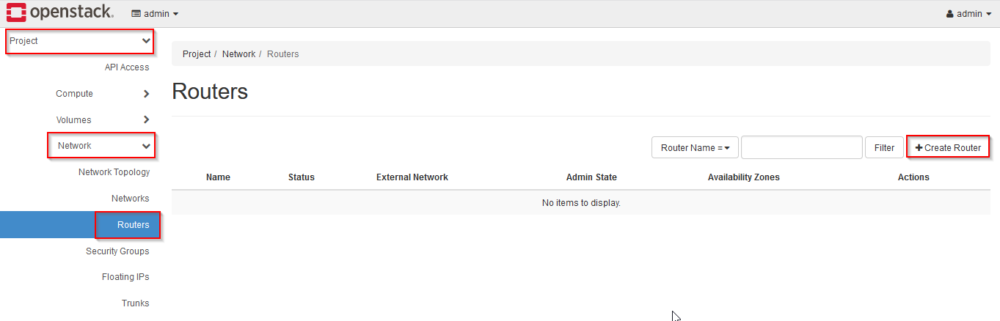 openstack. admin admin
Project
API Access
Compute
Volumes
Network
Network Topology
Networks
Routers
Security Groups
Floating IPs
Trunks
Project / Network / Routers
Routers
Router Name = Filter + Create Router
Name Status External Network Admin State Availability Zones Actions
No items to display.